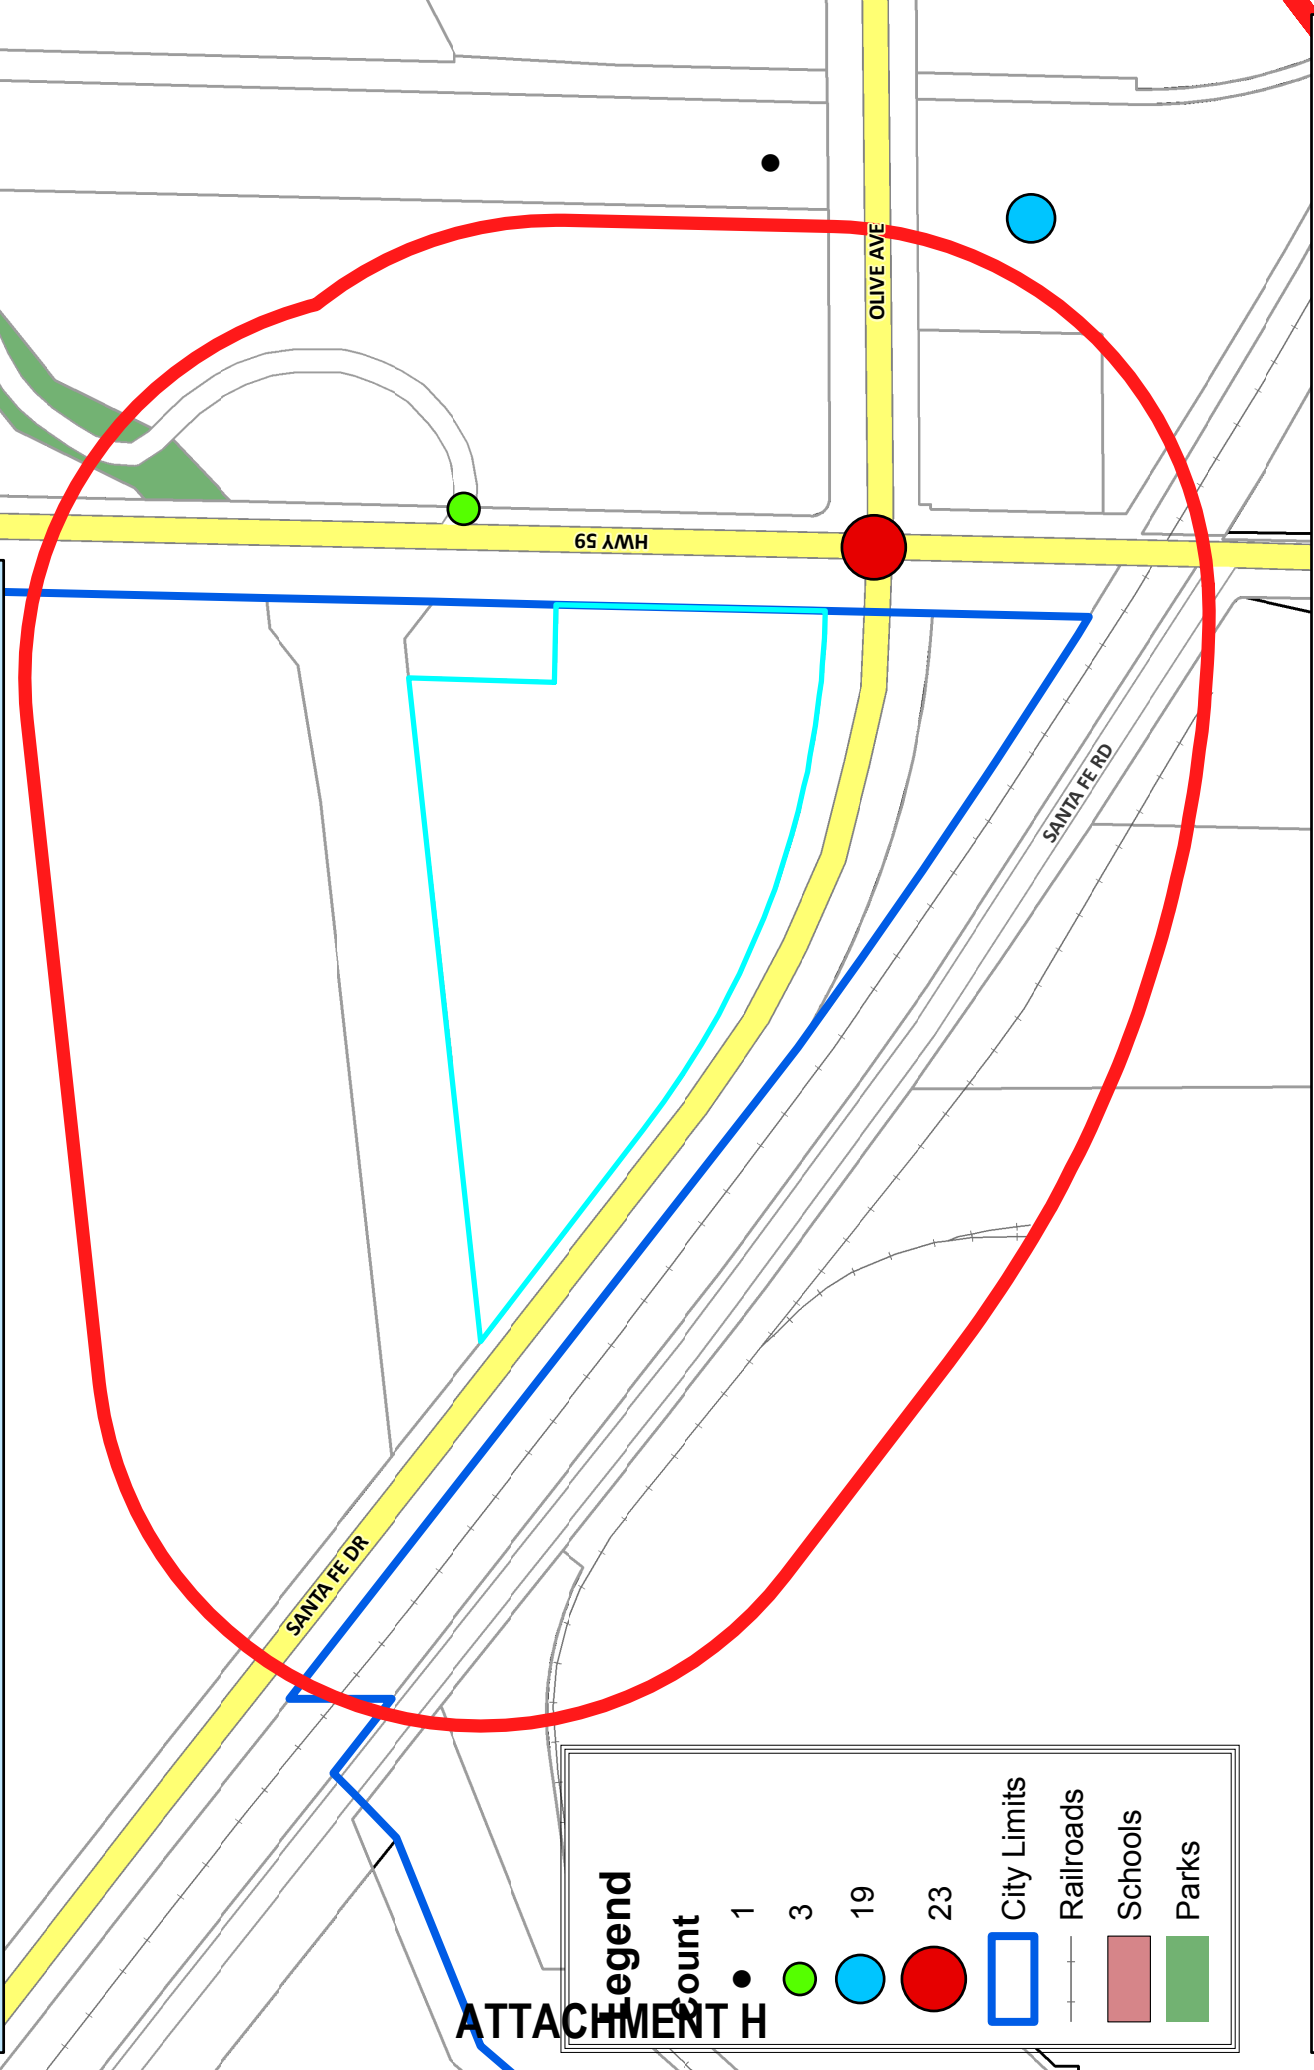 OLIVE AVE
HWY 59
SANTA FE RD
SANTA FE DR
Legend
Count
1
3
19
23
City Limits
Railroads
Schools
Parks
ATTACHMENT H